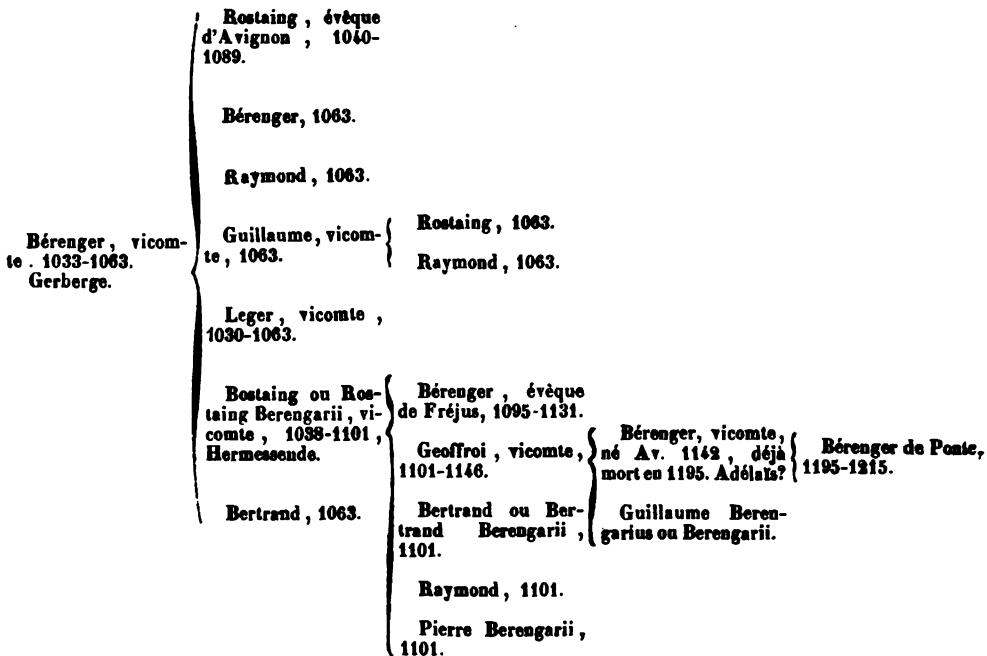 Bérenger, vicom-
te. 1033-1063.
Gerberge.
Rostaing, évêque
d'Avignon, 1040-
1089.
Bérenger, 1063.
Raymond, 1063.
Guillaume, vicom-
te, 1063.
Rostaing, 1063.
Raymond, 1063.
Leger, vicomte,
1030-1063.
Bostaing ou Ros-
taing Berengarii, vi-
comte, 1038-1101,
Hermessende.
Bérenger, évèque
de Fréjus, 1095-1131.
Geoffroi, vicomte,
1101-1146.
Bérenger, vicomte,
né Av. 1142, déjà
mort en 1195. Adélaïs?
Bérenger de Ponte,
1195-1215.
Guillaume Beren-
garius ou Berengarii.
Bertrand ou Ber-
trand Berengarii,
1101.
Raymond, 1101.
Pierre Berengarii,
1101.
Bertrand, 1063.